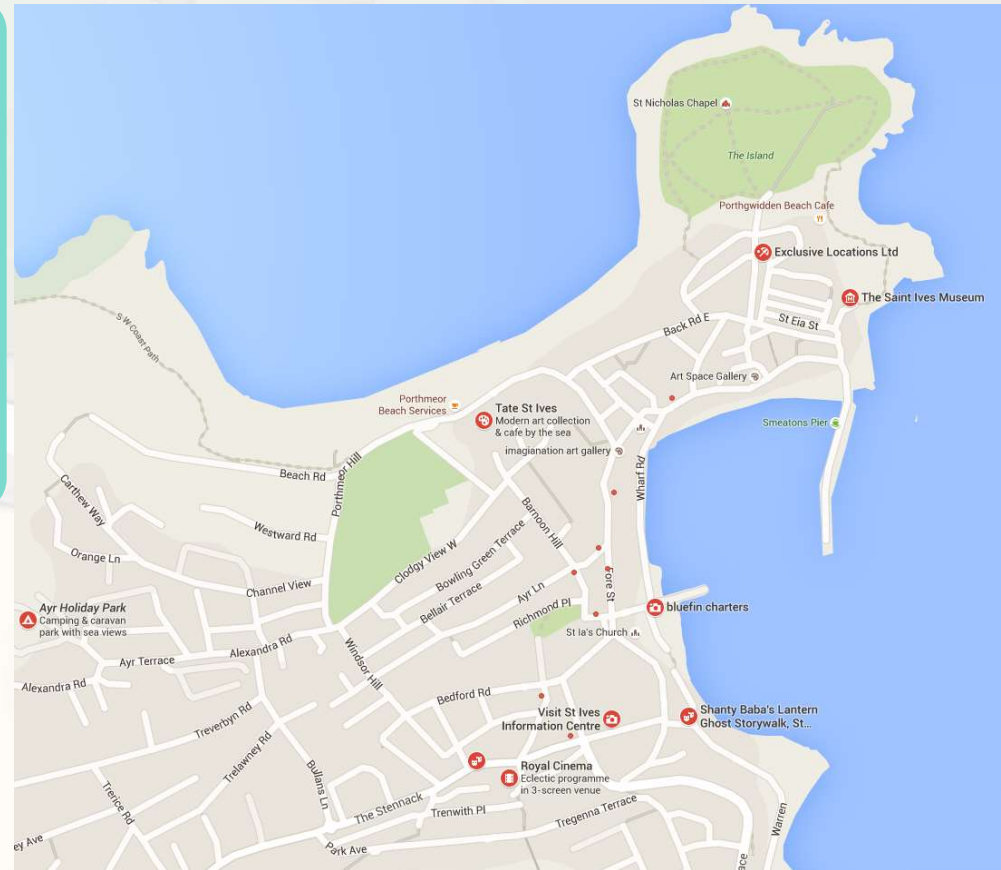 St Nicholas Chapel
The Island
Porthgwidden Beach Cafe
Exclusive Locations Ltd
The Saint Ives Museum
St Eia St
Back Rd E
S W Coast Path
Art Space Gallery
Porthmeor
Beach Services
Tate St Ives
Modern art collection
& cafe by the sea
Smeatons Pier
imagianation art gallery
Wharf Rd
Beach Rd
Porthmeor Hill
Carthew Way
Westward Rd
Barnoon Hill
Orange Ln
Clodgy View W
Bowling Green Terrace
Channel View
Bellair Terrace
Ayr Ln
Fore St
Richmond Pl
bluefin charters
Ayr Holiday Park
Camping & caravan
park with sea views
St Ia's Church
Alexandra Rd
Ayr Terrace
Windsor Hill
Alexandra Rd
Bedford Rd
Visit St Ives
Information Centre
Shanty Baba's Lantern
Ghost Storywalk, St...
Treverbyn Rd
Trelawney Rd
Bullans Ln
Royal Cinema
Eclectic programme
in 3-screen venue
Terrice Rd
The Stennack
Trenwith Pl
Tregenna Terrace
Warren
Park Ave
ey Ave
ace